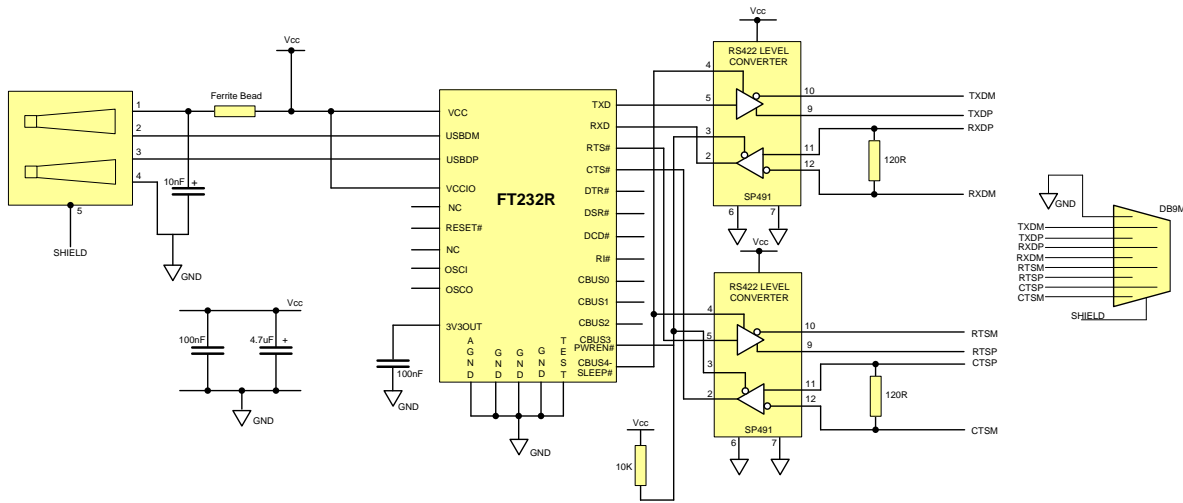 Vcc
Ferrite Bead
1
2
3
4
10nF +
5
SHIELD
GND
Vcc
100nF
4.7uF +
GND
FT232R
VCC
USBDM
USBDP
VCCIO
NC
RESET#
NC
OSCI
OSCO
3V3OUT
AGND
GND
GND
GND
TEST
TXD
RXD
RTS#
CTS#
DTR#
DSR#
DCD#
RI#
CBUS0
CBUS1
CBUS2
CBUS3
PWREN#
CBUS4-
SLEEP#
100nF
GND
GND
Vcc
10K
Vcc
RS422 LEVEL
CONVERTER
4
5
3
2
10
9
11
12
SP491
6
7
TXDM
TXDP
RXDP
120R
RXDM
Vcc
RS422 LEVEL
CONVERTER
4
5
3
2
10
9
11
12
SP491
6
7
RTSM
RTSP
CTSP
120R
CTSM
GND
DB9M
TXDM
TXDP
RXDP
RXDM
RTSM
RTSP
CTSP
CTSM
SHIELD